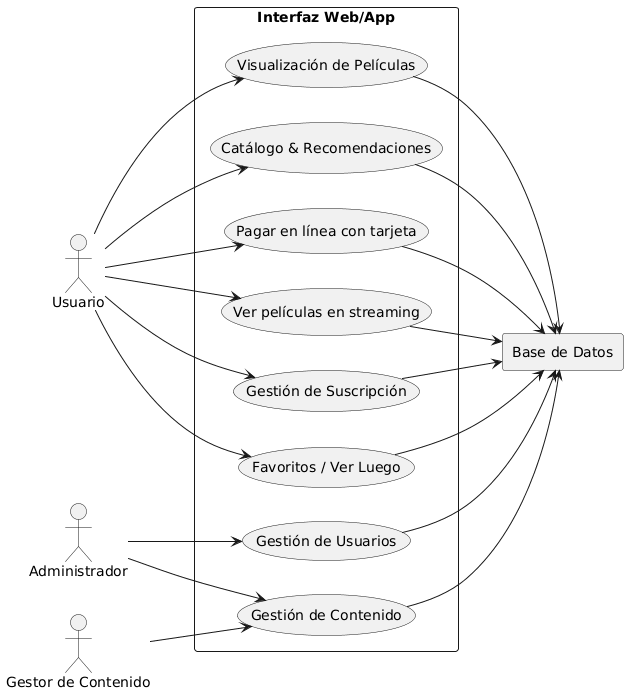 Interfaz Web/App
Visualización de Películas
Catálogo & Recomendaciones
Pagar en línea con tarjeta
Usuario
Ver películas en streaming
Base de Datos
Gestión de Suscripción
Favoritos / Ver Luego
Gestión de Usuarios
Administrador
Gestión de Contenido
Gestor de Contenido